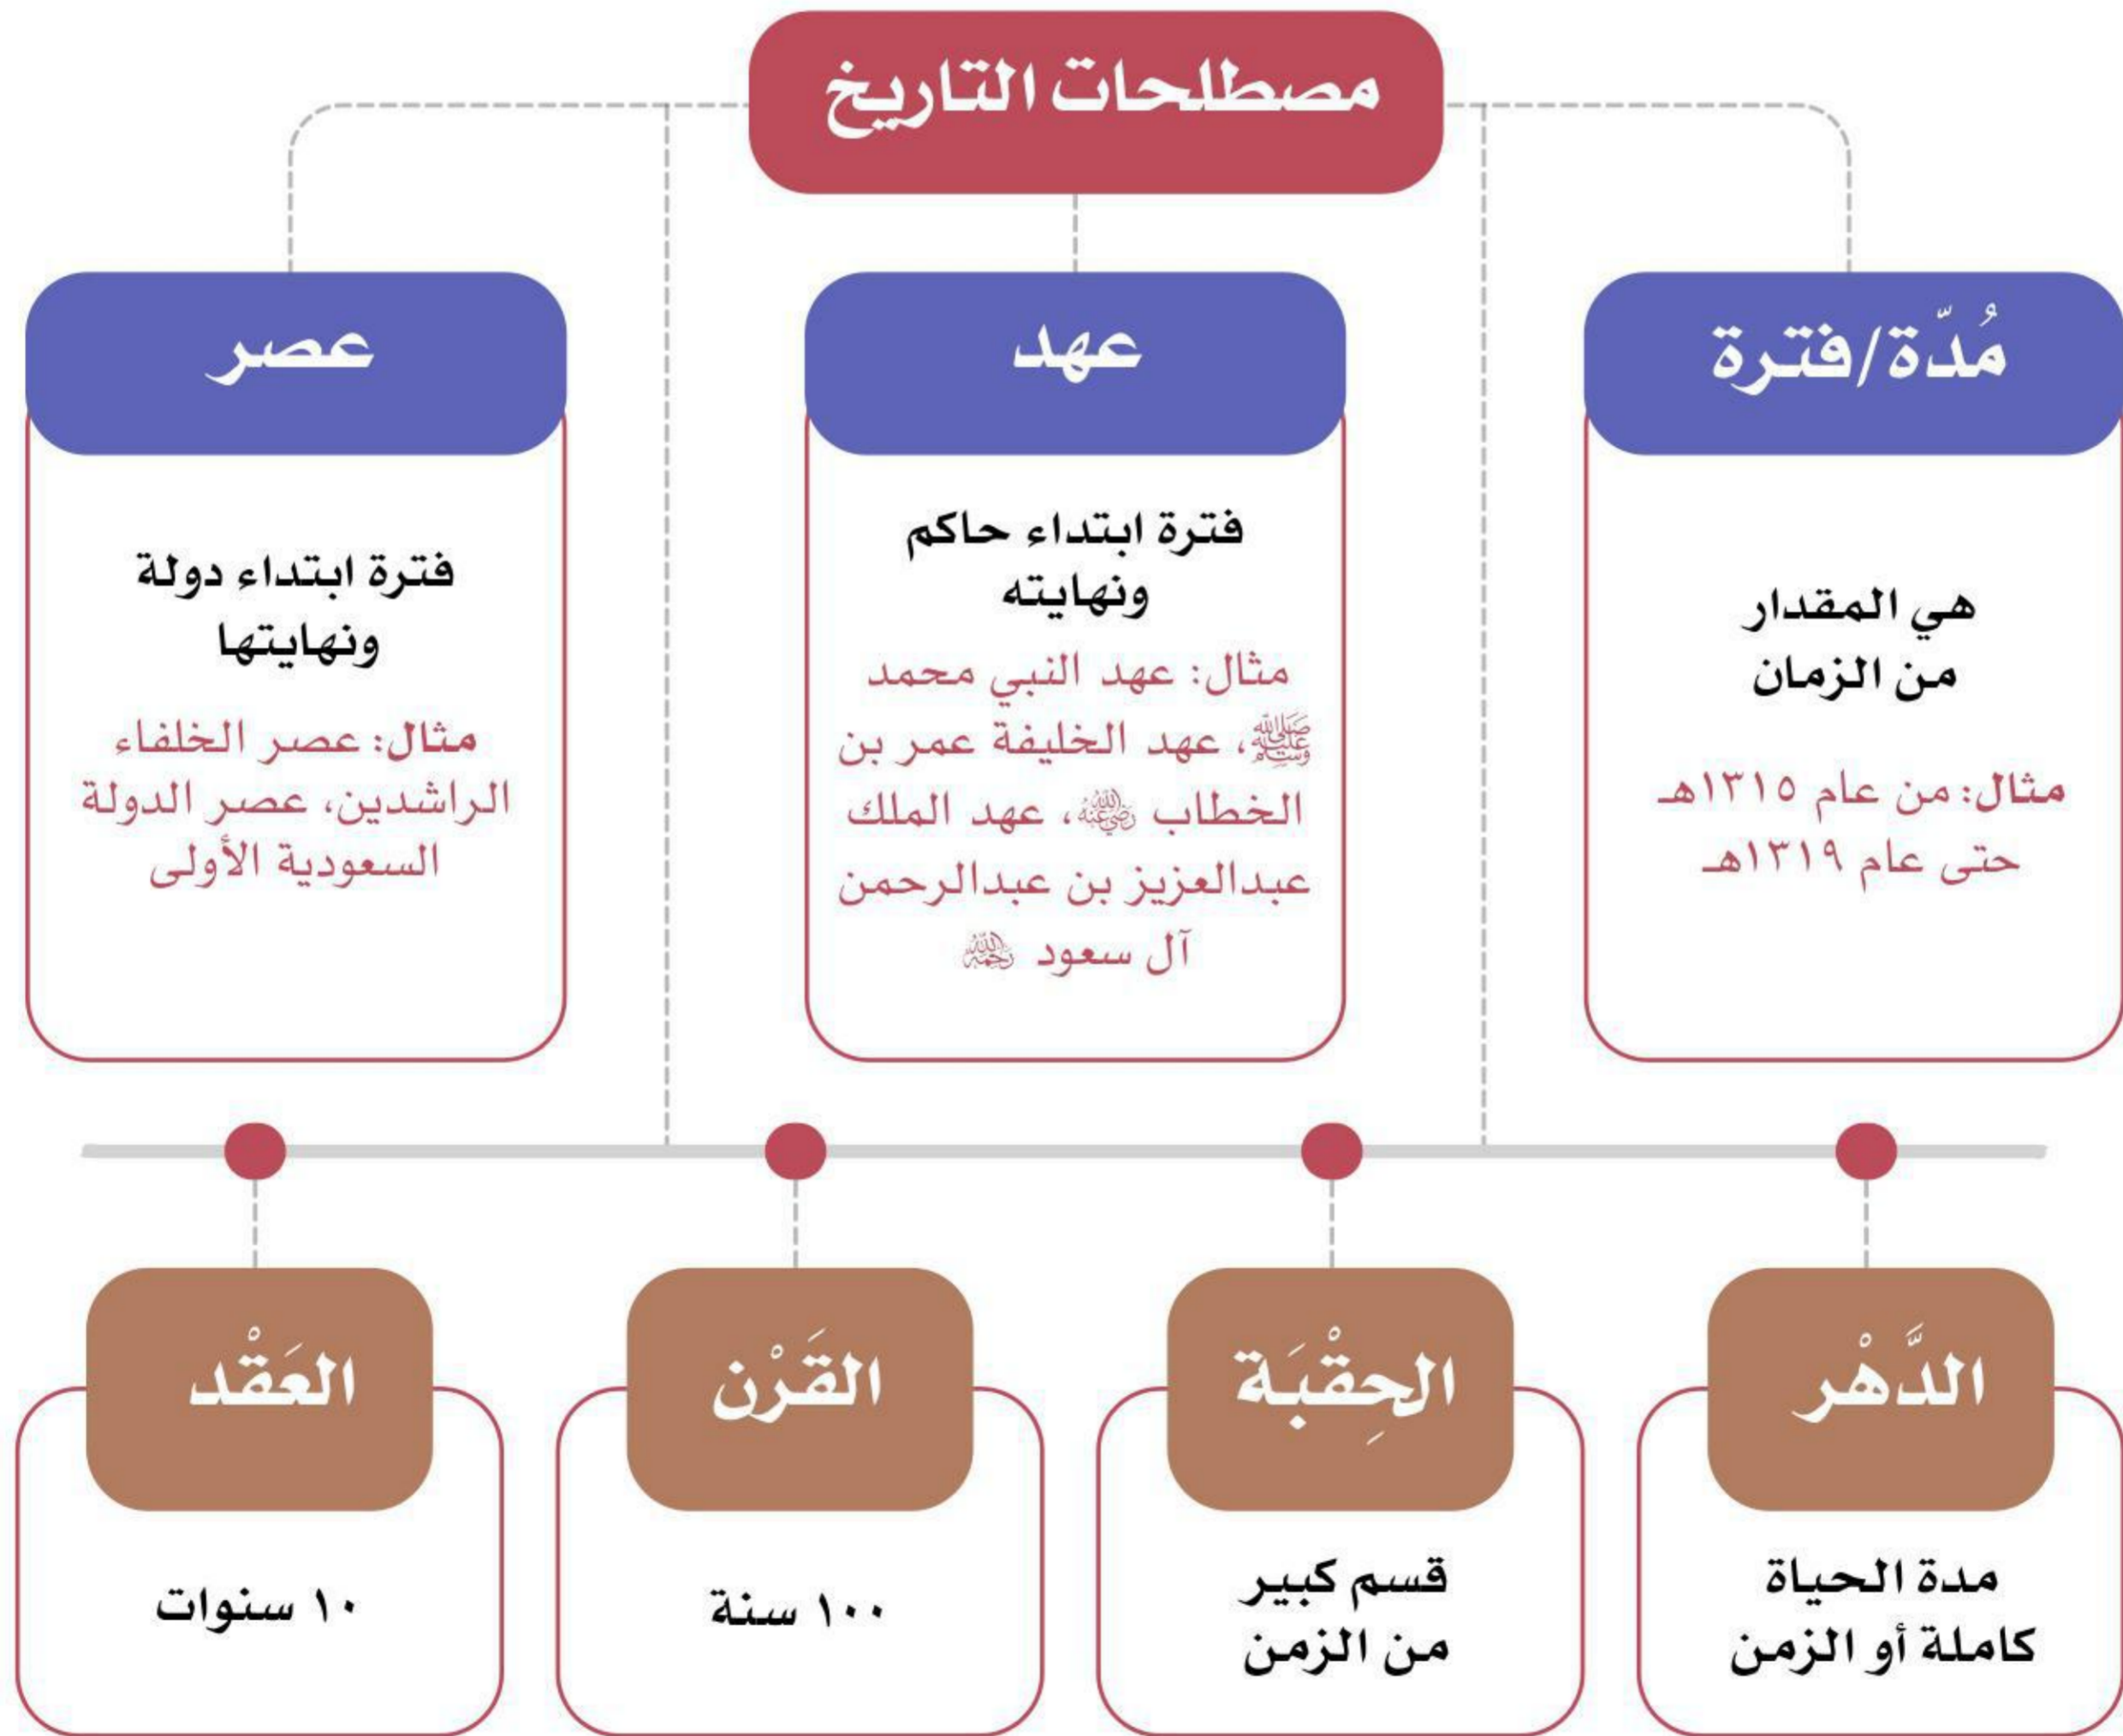 مصطلحات التاريخ
مُدّة/فترة
هي المقدار
من الزمان
مثال: من عام ١٣١٥هـ
حتى عام ١٣١٩هـ
عهد
فترة ابتداء حاكم
ونهايته
مثال: عهد النبي محمد
ﷺ، عهد الخليفة عمر بن
الخطاب رضي الله عنه، عهد الملك
عبدالعزيز بن عبدالرحمن
آل سعود رحمه الله
عصر
فترة ابتداء دولة
ونهايتها
مثال: عصر الخلفاء
الراشدين، عصر الدولة
السعودية الأولى
الدَّهْر
مدة الحياة
كاملة أو الزمن
الحِقْبَة
قسم كبير
من الزمن
القَرْن
١٠٠ سنة
العَقْد
١٠ سنوات